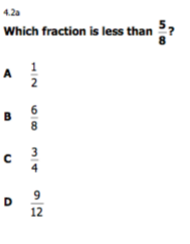 4.2a
Which fraction is less than 5/8?
A 1/2
B 6/8
C 3/4
D 9/12